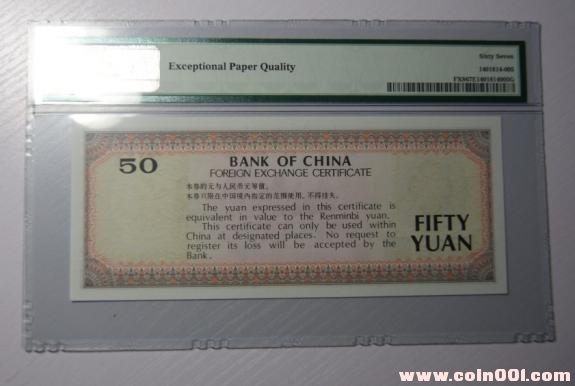 Exceptional Paper Quality
Sixty Seven
1401614-005
50
BANK OF CHINA
FOREIGN EXCHANGE CERTIFICATE
本券的元与人民币元等值。
本券只限在中国境内指定的范围使用，不得挂失。
The yuan expressed in this certificate is
equivalent in value to the Renminbi yuan.
This certificate can only be used within
China at designated places. No request to
register its loss will be accepted by the
Bank.
FIFTY
YUAN
www.coin001.com